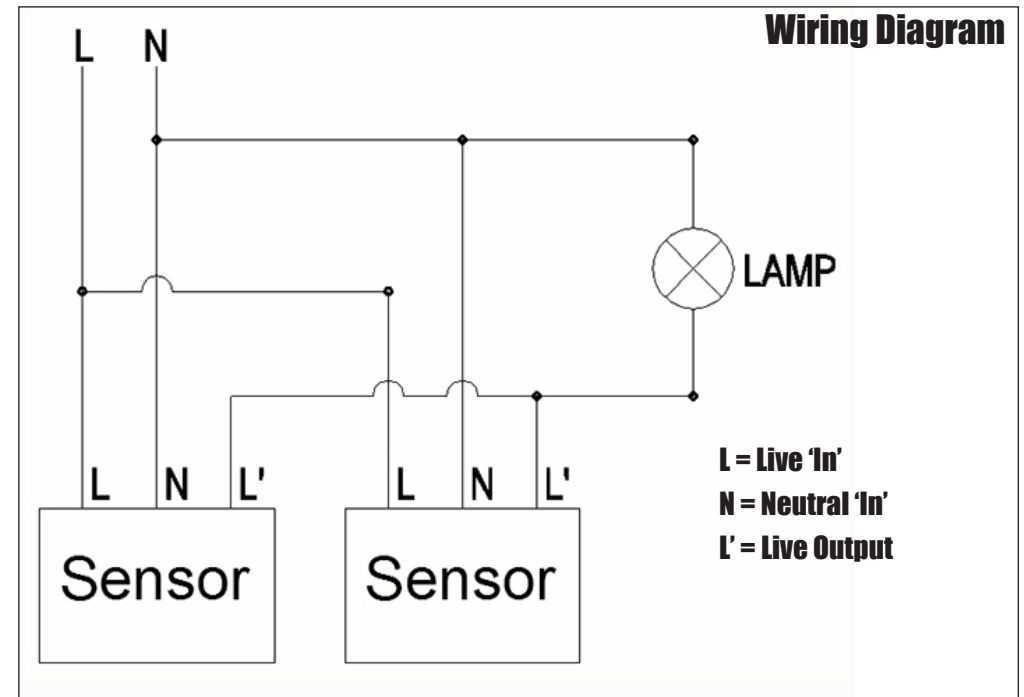 Wiring Diagram
L N
LAMP
L = Live ‘In’
N = Neutral ‘In’
L’ = Live Output
L N L' L N L'
Sensor Sensor